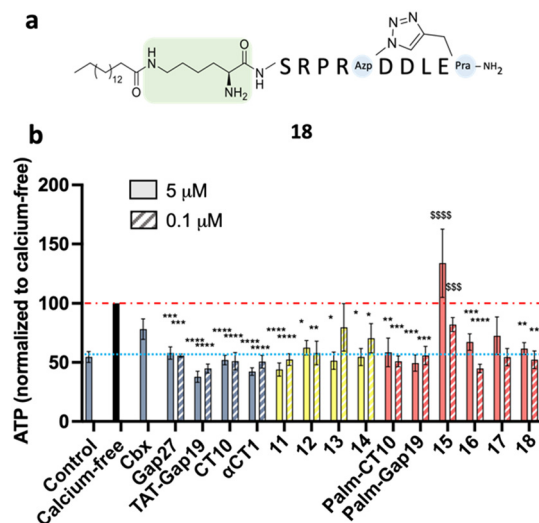 a
N
N
N
O
H
N
( )12
O
NH2
N
H
S R P R Azp D D L E Pra -NH2
18
b
200
150
100
50
0
ATP (normalized to calcium-free)
5 μM
0.1 μM
*** ***
**** ****
**** ****
**** ****
**** ****
* **
*
* *
** ***
*** ***
$$$$
$$$
*** ****
** **
Control
Calcium-free
Cbx
Gap27
TAT-Gap19
CT10
αCT1
11
12
13
14
Palm-CT10
Palm-Gap19
15
16
17
18